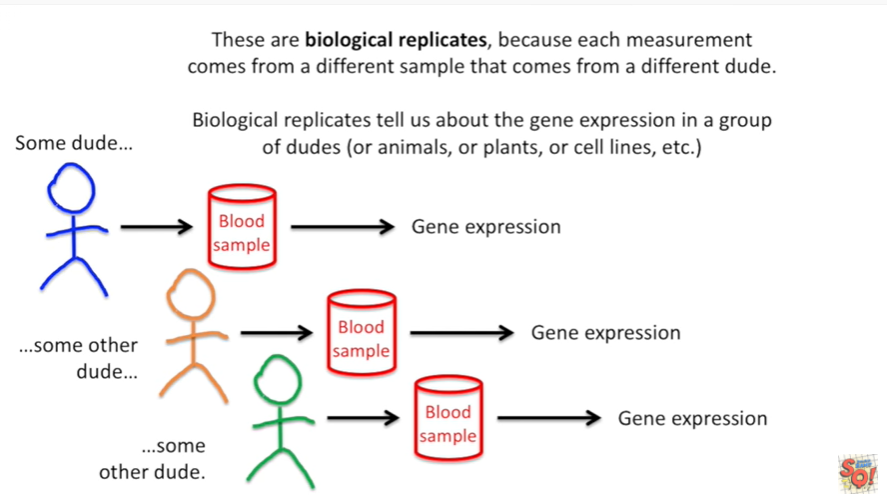 These are biological replicates, because each measurement
comes from a different sample that comes from a different dude.
Biological replicates tell us about the gene expression in a group
of dudes (or animals, or plants, or cell lines, etc.)
Some dude...
Blood
sample
Gene expression
...some other
dude...
Blood
sample
Gene expression
...some
other dude.
Blood
sample
Gene expression